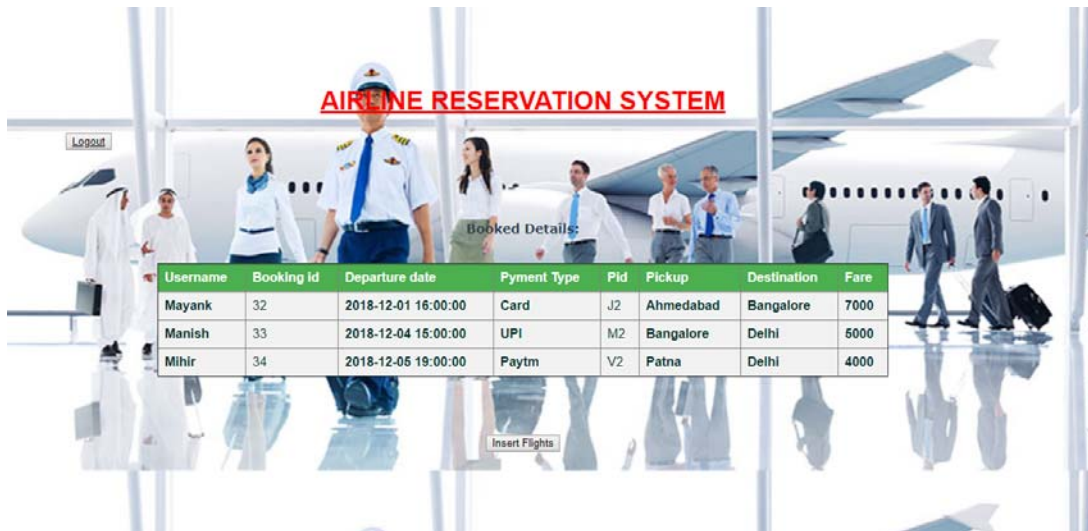 AIRLINE RESERVATION SYSTEM
Logout
Booked Details:
Username Booking id Departure date Pyment Type Pid Pickup Destination Fare
Mayank 32 2018-12-01 16:00:00 Card J2 Ahmedabad Bangalore 7000
Manish 33 2018-12-04 15:00:00 UPI M2 Bangalore Delhi 5000
Mihir 34 2018-12-05 19:00:00 Paytm V2 Patna Delhi 4000
Insert Flights